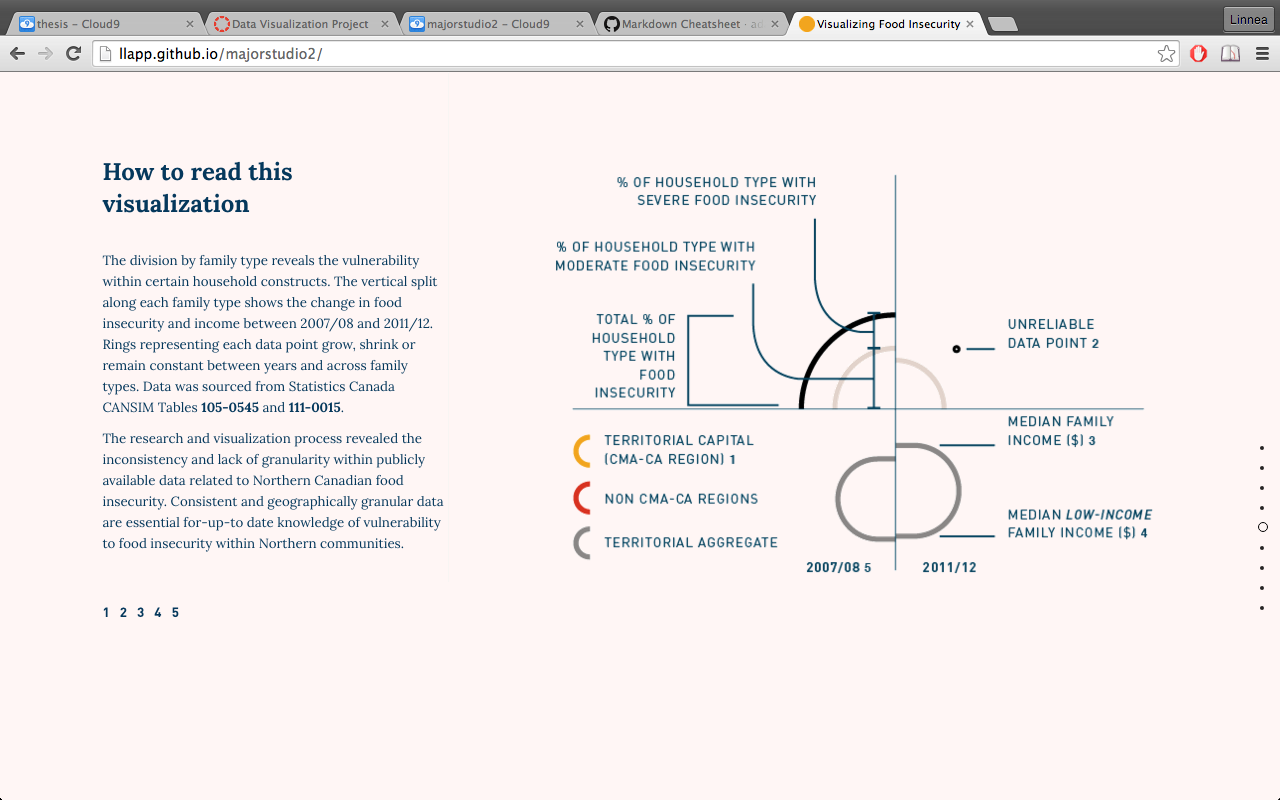 thesis – Cloud9
Data Visualization Project
majorstudio2 – Cloud9
Markdown Cheatsheet · ad
Visualizing Food Insecurity
Linnea
llapp.github.io/majorstudio2/
How to read this
visualization
The division by family type reveals the vulnerability
within certain household constructs. The vertical split
along each family type shows the change in food
insecurity and income between 2007/08 and 2011/12.
Rings representing each data point grow, shrink or
remain constant between years and across family
types. Data was sourced from Statistics Canada
CANSIM Tables 105-0545 and 111-0015.
The research and visualization process revealed the
inconsistency and lack of granularity within publicly
available data related to Northern Canadian food
insecurity. Consistent and geographically granular data
are essential for-up-to date knowledge of vulnerability
to food insecurity within Northern communities.
1 2 3 4 5
% OF HOUSEHOLD TYPE WITH
SEVERE FOOD INSECURITY
% OF HOUSEHOLD TYPE WITH
MODERATE FOOD INSECURITY
TOTAL % OF
HOUSEHOLD
TYPE WITH
FOOD
INSECURITY
UNRELIABLE
DATA POINT 2
TERRITORIAL CAPITAL
(CMA-CA REGION) 1
NON CMA-CA REGIONS
TERRITORIAL AGGREGATE
MEDIAN FAMILY
INCOME ($) 3
MEDIAN LOW-INCOME
FAMILY INCOME ($) 4
2007/08 5
2011/12